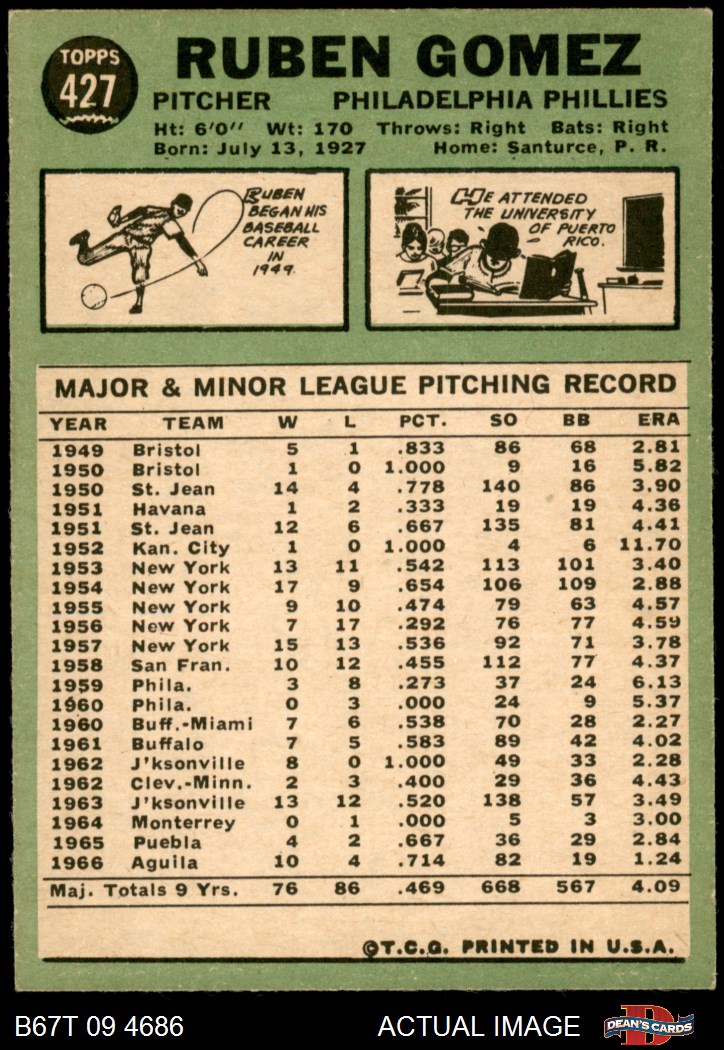 TOPPS
427
RUBEN GOMEZ
PITCHER PHILADELPHIA PHILLIES
Ht: 6'0" Wt: 170 Throws: Right Bats: Right
Born: July 13, 1927 Home: Santurce, P. R.
RUBEN
BEGAN HIS
BASEBALL
CAREER
IN
1949.
HE ATTENDED
THE UNIVERSITY
OF PUERTO
RICO.
MAJOR & MINOR LEAGUE PITCHING RECORD
YEAR TEAM W L PCT. SO BB ERA
1949 Bristol 5 1 .833 86 68 2.81
1950 Bristol 1 0 1.000 9 16 5.82
1950 St. Jean 14 4 .778 140 86 3.90
1951 Havana 1 2 .333 19 19 4.36
1951 St. Jean 12 6 .667 135 81 4.41
1952 Kan. City 1 0 1.000 4 6 11.70
1953 New York 13 11 .542 113 101 3.40
1954 New York 17 9 .654 106 109 2.88
1955 New York 9 10 .474 79 63 4.57
1956 New York 7 17 .292 76 77 4.59
1957 New York 15 13 .536 92 71 3.78
1958 San Fran. 10 12 .455 112 77 4.37
1959 Phila. 3 8 .273 37 24 6.13
1960 Phila. 0 3 .000 24 9 5.37
1960 Buff.-Miami 7 6 .538 70 28 2.27
1961 Buffalo 7 5 .583 89 42 4.02
1962 J'ksonville 8 0 1.000 49 33 2.28
1962 Clev.-Minn. 2 3 .400 29 36 4.43
1963 J'ksonville 13 12 .520 138 57 3.49
1964 Monterrey 0 1 .000 5 3 3.00
1965 Puebla 4 2 .667 36 29 2.84
1966 Aguila 10 4 .714 82 19 1.24
Maj. Totals 9 Yrs. 76 86 .469 668 567 4.09
©T.C.G. PRINTED IN U.S.A.
B67T 09 4686 ACTUAL IMAGE D DEAN'S CARDS